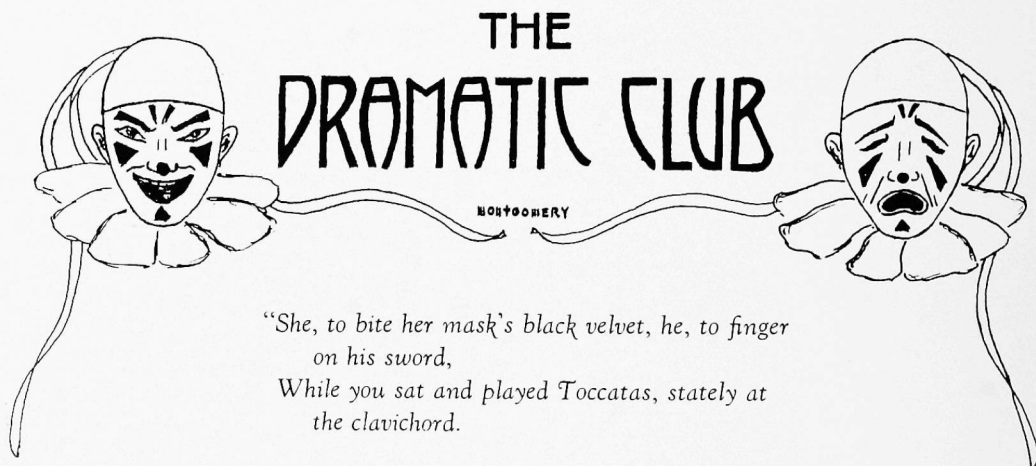 THE
DRAMATIC CLUB
MONTGOMERY
“She, to bite her mask's black velvet, he, to finger
on his sword,
While you sat and played Toccatas, stately at
the clavichord.